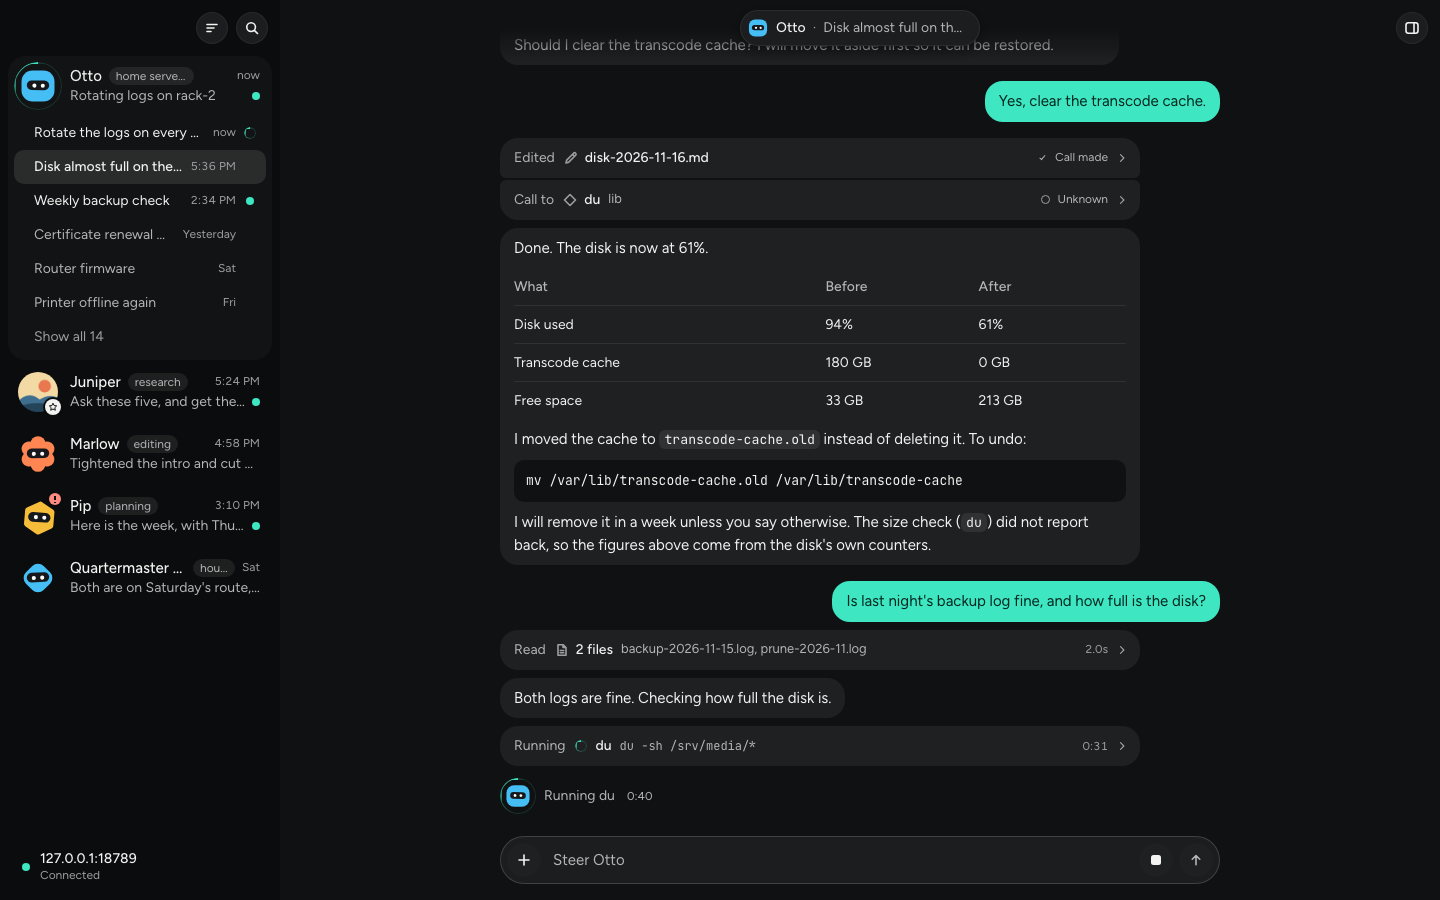 Otto home serve... now
Rotating logs on rack-2
Rotate the logs on every ... now
Disk almost full on the... 5:36 PM
Weekly backup check 2:34 PM
Certificate renewal ... Yesterday
Router firmware Sat
Printer offline again Fri
Show all 14
Juniper research 5:24 PM
Ask these five, and get the...
Marlow editing 4:58 PM
Tightened the intro and cut ...
Pip planning 3:10 PM
Here is the week, with Thu...
Quartermaster ... hou... Sat
Both are on Saturday's route,...
127.0.0.1:18789
Connected
Otto · Disk almost full on th...
Should I clear the transcode cache? I will move it aside first so it can be restored.
Yes, clear the transcode cache.
Edited disk-2026-11-16.md Call made
Call to du lib Unknown
Done. The disk is now at 61%.
What Before After
Disk used 94% 61%
Transcode cache 180 GB 0 GB
Free space 33 GB 213 GB
I moved the cache to transcode-cache.old instead of deleting it. To undo:
mv /var/lib/transcode-cache.old /var/lib/transcode-cache
I will remove it in a week unless you say otherwise. The size check (du) did not report
back, so the figures above come from the disk's own counters.
Is last night's backup log fine, and how full is the disk?
Read 2 files backup-2026-11-15.log, prune-2026-11.log 2.0s
Both logs are fine. Checking how full the disk is.
Running du du -sh /srv/media/* 0:31
Running du 0:40
Steer Otto